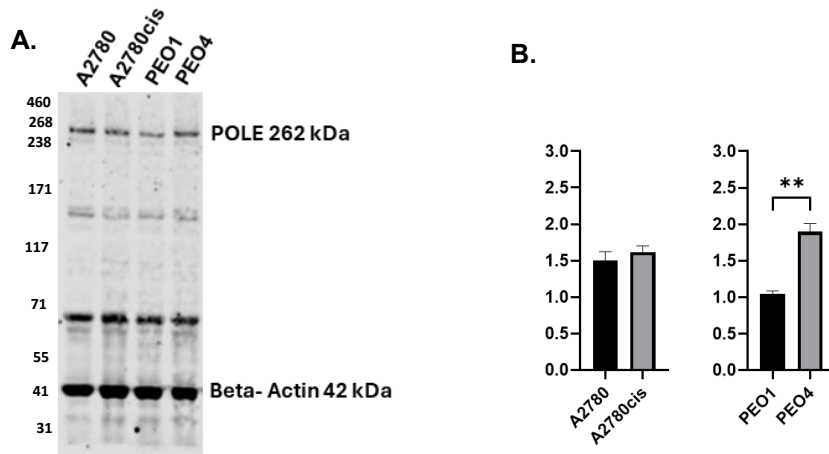 A.
A2780
A2780cis
PEO1
PEO4
460
268
238
171
117
71
55
41
31
POLE 262 kDa
Beta- Actin 42 kDa
B.
3.0
2.5
2.0
1.5
1.0
0.5
0.0
A2780
A2780cis
3.0
2.5
2.0
1.5
1.0
0.5
0.0
**
PEO1
PEO4